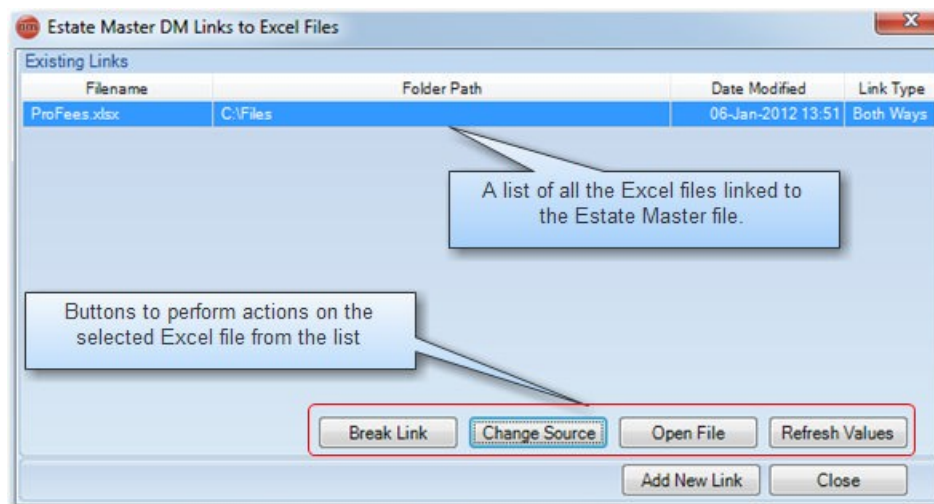 Estate Master DM Links to Excel Files
Existing Links
Filename Folder Path Date Modified Link Type
ProFees.xlsx C:\Files 06-Jan-2012 13:51 Both Ways
A list of all the Excel files linked to
the Estate Master file.
Buttons to perform actions on the
selected Excel file from the list
Break Link Change Source Open File Refresh Values
Add New Link Close